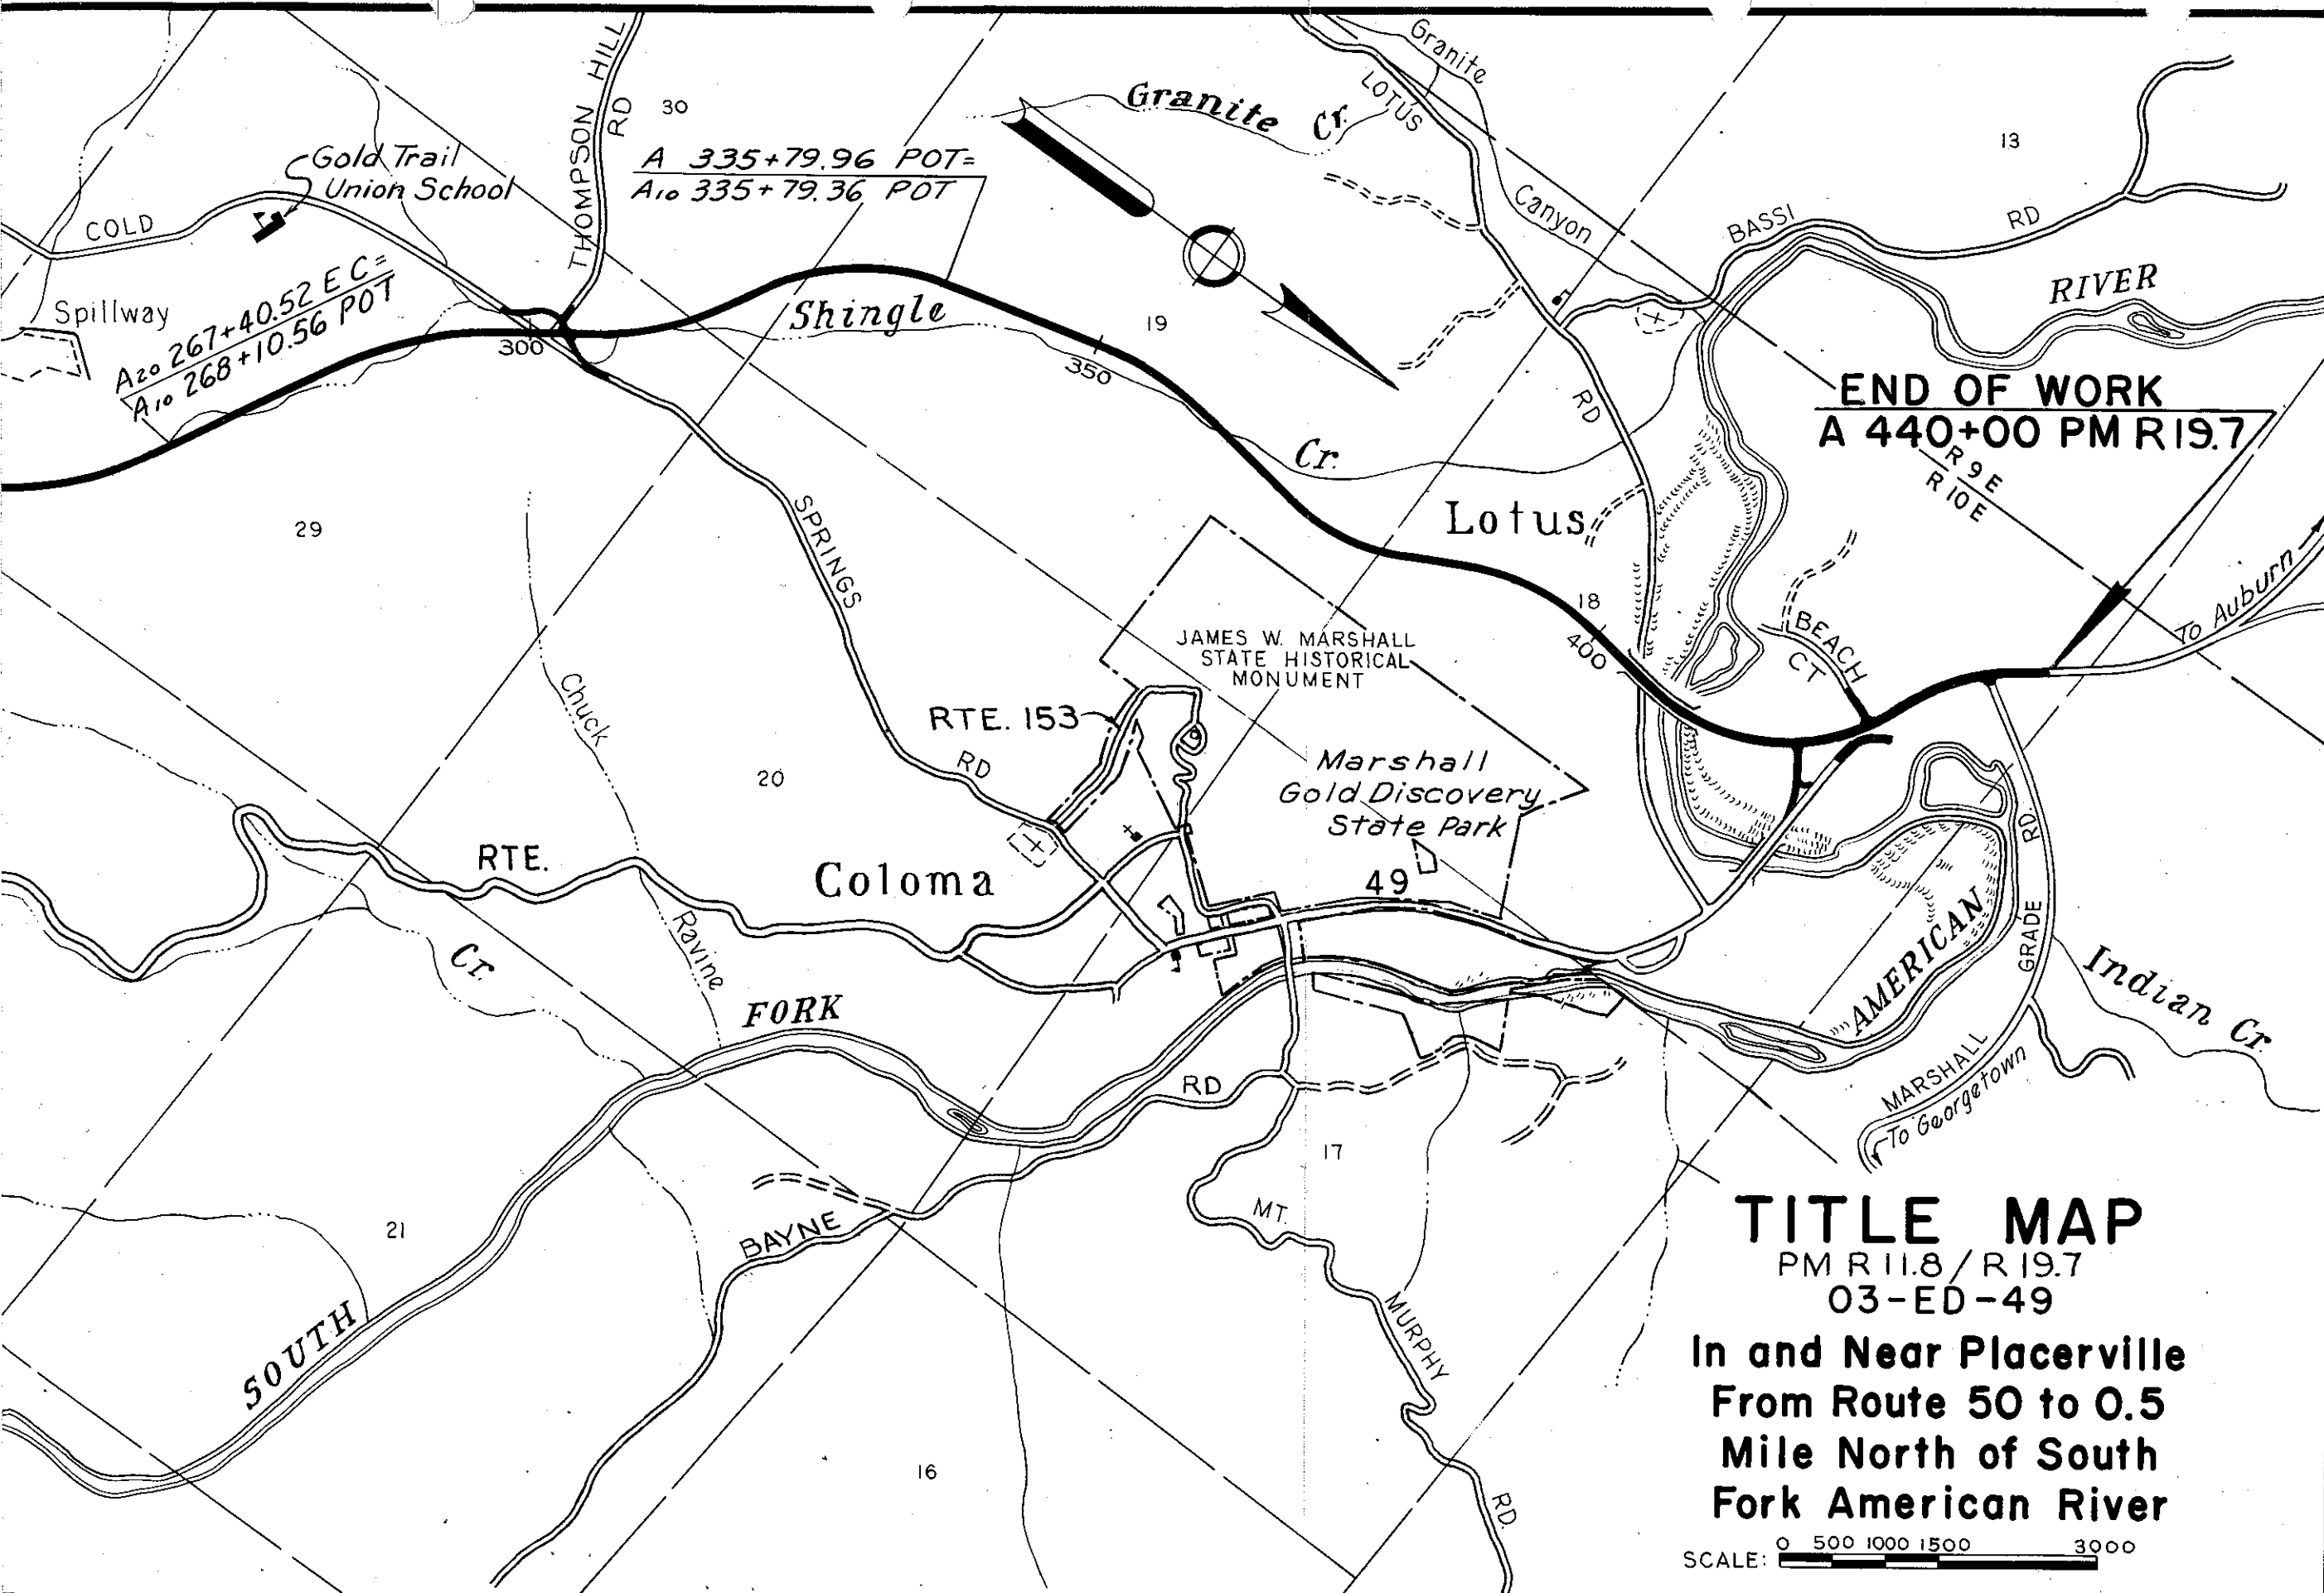 Granite
Canyon
Granite Cr.
LOTUS
RD
THOMPSON HILL
RD
30
13
Gold Trail
Union School
A 335+79.96 POT=
A10 335+79.36 POT
COLD
SPRINGS
RD
BASSI
RD
RIVER
Spillway
A20 267+40.52 E C=
A10 268+10.56 POT
Shingle
Cr.
300
19
350
END OF WORK
A 440+00 PM R19.7
R 9 E
R 10 E
29
Lotus
18
400
To Auburn
BEACH
CT
JAMES W. MARSHALL
STATE HISTORICAL
MONUMENT
RTE. 153
Chuck
Ravine
20
Marshall
Gold Discovery
State Park
RTE.
49
Coloma
Cr.
FORK
AMERICAN
RD
GRADE
MARSHALL
To Georgetown
Indian Cr.
RD
17
MT.
MURPHY
RD.
BAYNE
21
SOUTH
16
TITLE MAP
PM R 11.8 / R 19.7
03-ED-49
In and Near Placerville
From Route 50 to 0.5
Mile North of South
Fork American River
SCALE: 0 500 1000 1500 3000